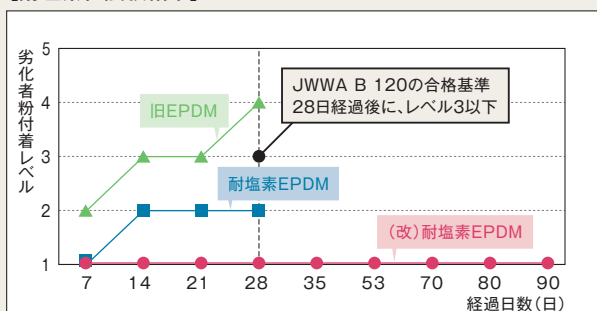 劣化者粉付着レベル
5
4
3
2
1
旧EPDM
JWWA B 120の合格基準
28日経過後に、レベル3以下
耐塩素EPDM
(改)耐塩素EPDM
7 14 21 28 35 53 70 80 90
経過日数(日)